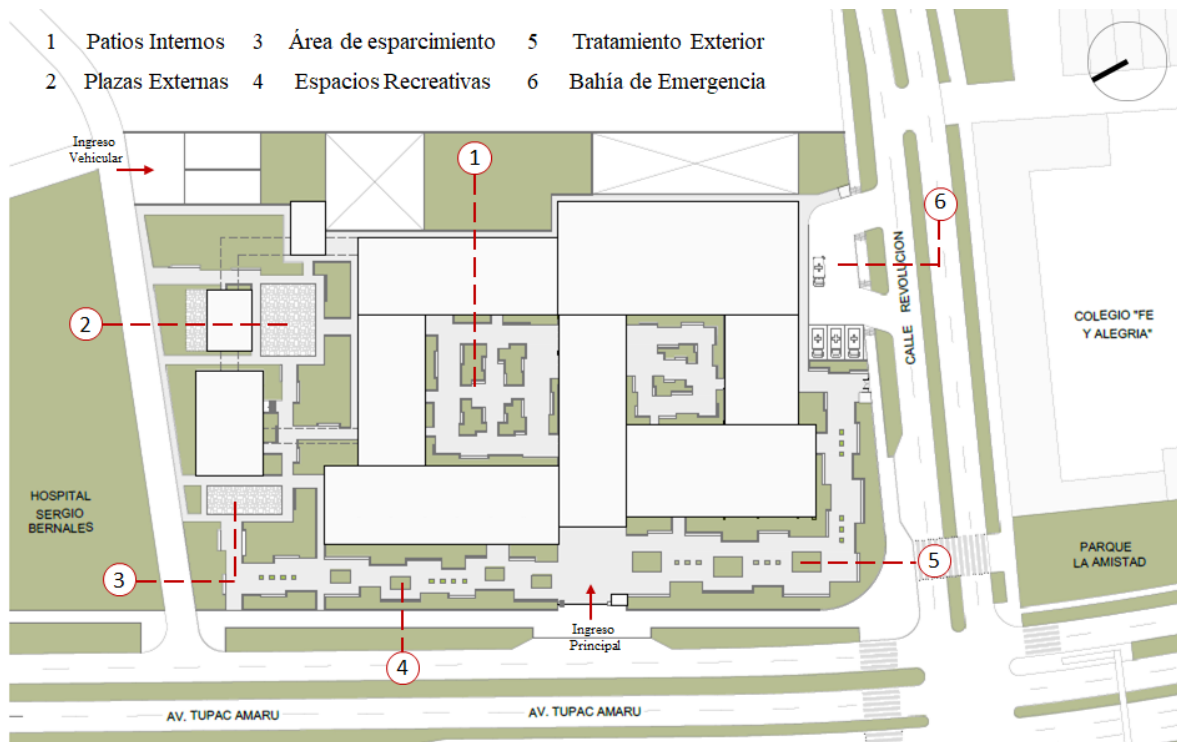 1 Patios Internos 3 Área de esparcimiento 5 Tratamiento Exterior
2 Plazas Externas 4 Espacios Recreativas 6 Bahía de Emergencia
Ingreso
Vehicular
1
6
CALLE REVOLUCION
COLEGIO "FE
Y ALEGRIA"
2
HOSPITAL
SERGIO
BERNALES
PARQUE
LA AMISTAD
3
5
Ingreso
Principal
4
AV. TUPAC AMARU
AV. TUPAC AMARU